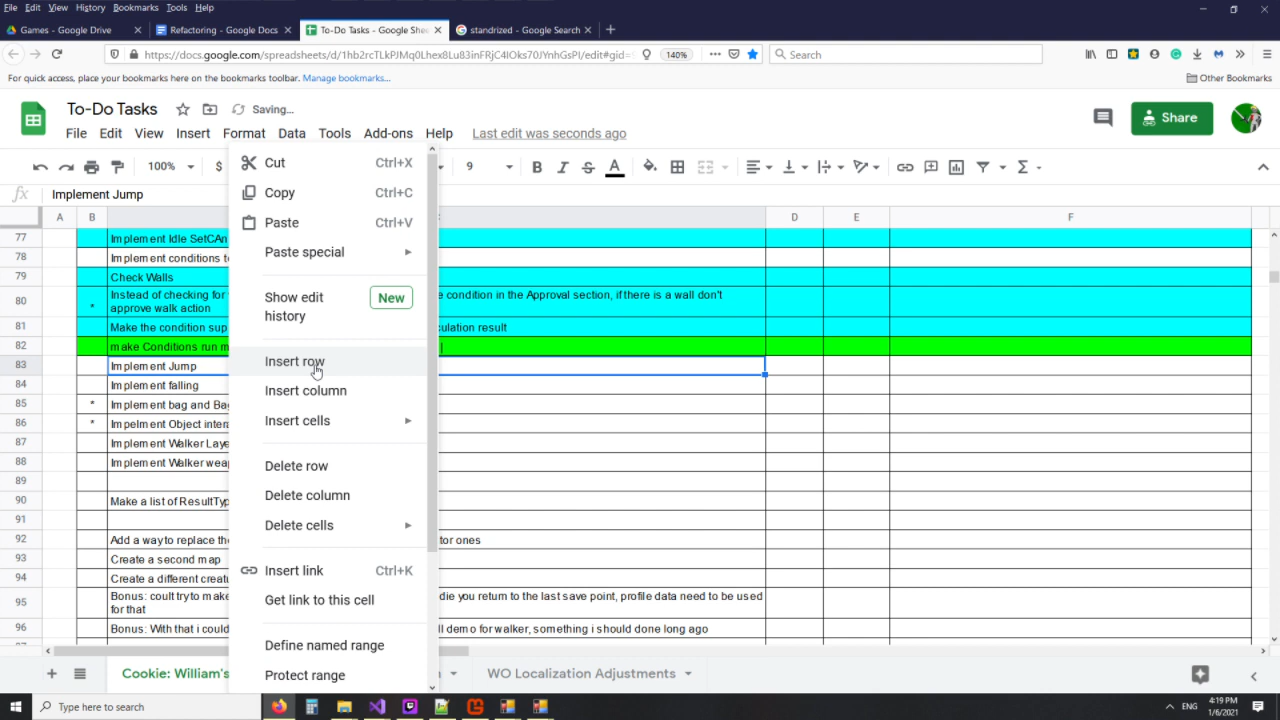 File Edit View History Bookmarks Tools Help
Games - Google Drive
Refactoring - Google Docs
To-Do Tasks - Google Shee
standrized - Google Search
https://docs.google.com/spreadsheets/d/
140%
Search
For quick access, place your bookmarks here on the bookmarks toolbar. Manage bookmarks...
Other Bookmarks
To-Do Tasks
Saving...
Share
File Edit View Insert Format Data Tools Add-ons Help Last edit was seconds ago
100% $ 9 B I S A Σ
fx Implement Jump
A B D E F
77 Implement Idle SetCAn
78 Implement conditions t
79 Check Walls
80 * Instead of checking for e condition in the Approval section, if there is a wall don't
approve walk action
81 Make the condition sup culation result
82 make Conditions run m
83 Implement Jump
84 Implement falling
85 * Implement bag and Ba
86 * Impelment Object inter
87 Implement Walker Laye
88 Implement Walker weap
89
90 Make a list of ResultTyp
91
92 Add a way to replace the tor ones
93 Create a second map
94 Create a different creatu
95 Bonus: coult try to make die you return to the last save point, profile data need to be used
for that
96 Bonus: With that i could ll demo for walker, something i should done long ago
Cut Ctrl+X
Copy Ctrl+C
Paste Ctrl+V
Paste special
Show edit
history
New
Insert row
Insert column
Insert cells
Delete row
Delete column
Delete cells
Insert link Ctrl+K
Get link to this cell
Define named range
Protect range
Cookie: William's
WO Localization Adjustments
Type here to search
ENG
4:19 PM
1/6/2021